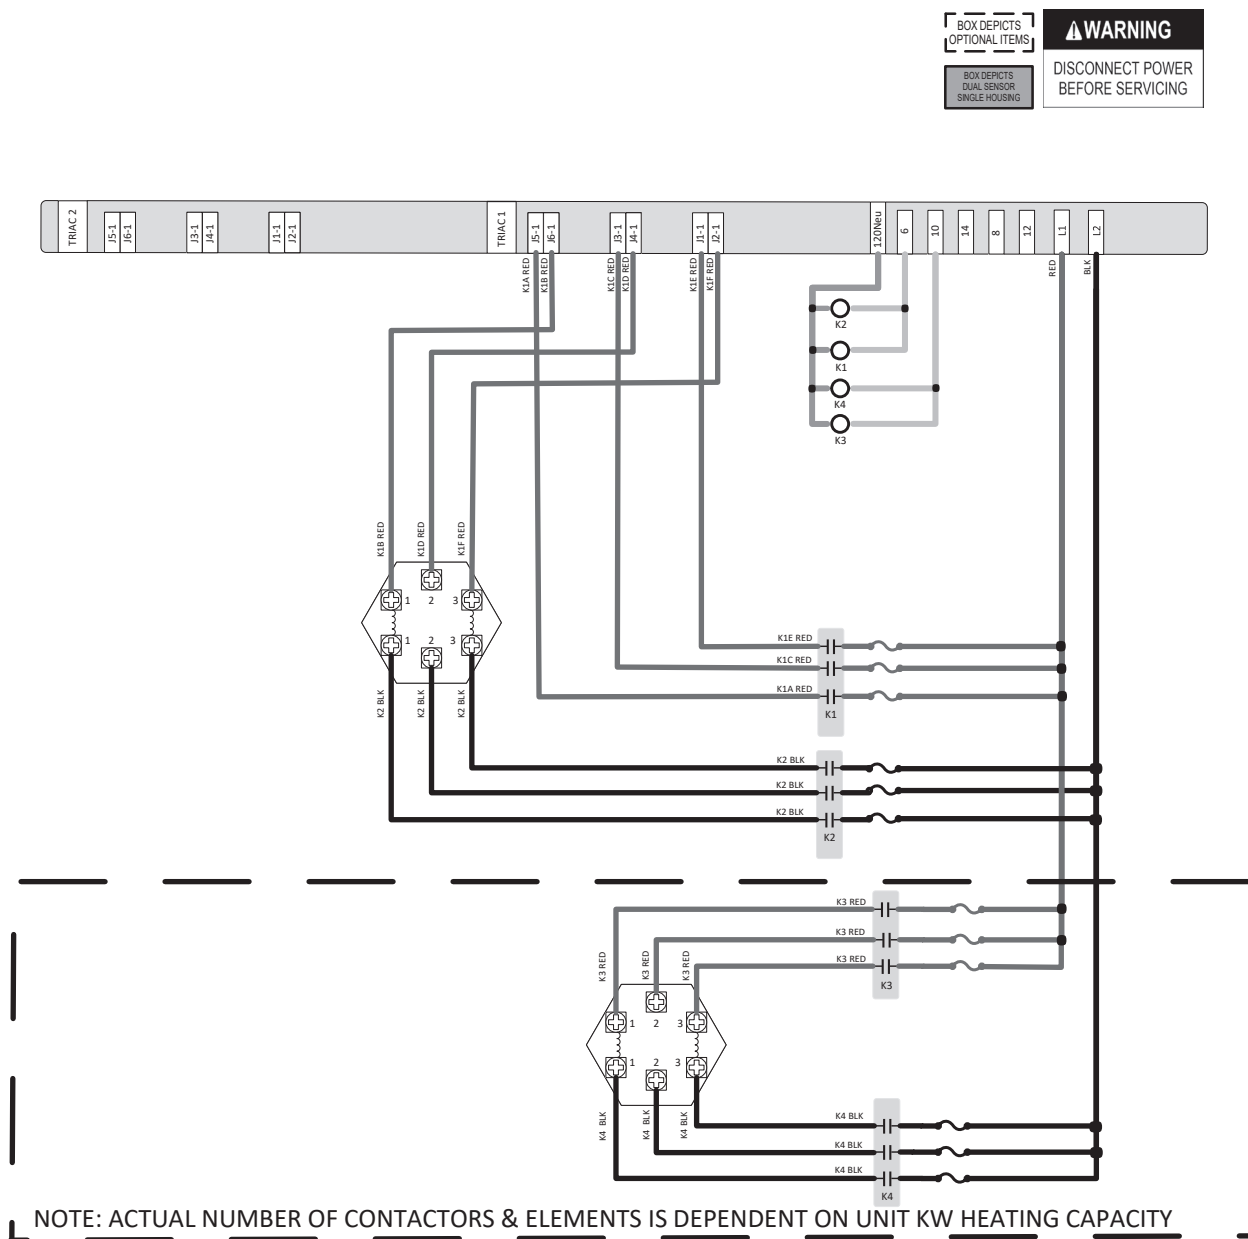 BOX DEPICTS
OPTIONAL ITEMS
WARNING
BOX DEPICTS
DUAL SENSOR
SINGLE HOUSING
DISCONNECT POWER
BEFORE SERVICING
TRIAC 2
J5-1
J6-1
J3-1
J4-1
J1-1
J2-1
TRIAC 1
J5-1
J6-1
J3-1
J4-1
J1-1
J2-1
120Neu
6
10
14
8
12
L1
L2
K1A RED
K1B RED
K1C RED
K1D RED
K1E RED
K1F RED
RED
BLK
K2
K1
K4
K3
K1B RED
K1D RED
K1F RED
1
2
3
1
2
3
K2 BLK
K2 BLK
K2 BLK
K1E RED
K1C RED
K1A RED
K1
K2 BLK
K2 BLK
K2 BLK
K2
K3 RED
K3 RED
K3 RED
K3
K3 RED
K3 RED
K3 RED
1
2
3
1
2
3
K4 BLK
K4 BLK
K4 BLK
K4 BLK
K4 BLK
K4 BLK
K4
NOTE: ACTUAL NUMBER OF CONTACTORS & ELEMENTS IS DEPENDENT ON UNIT KW HEATING CAPACITY